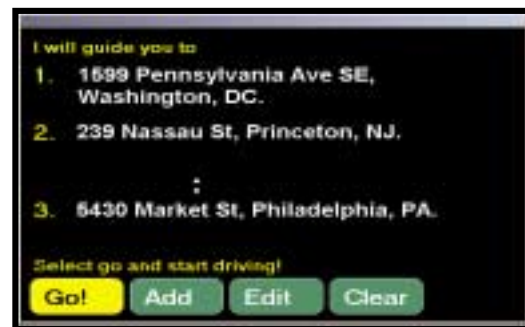 I will guide you to
1. 1599 Pennsylvania Ave SE,
Washington, DC.
2. 239 Nassau St, Princeton, NJ.
:
3. 5430 Market St, Philadelphia, PA.
Select go and start driving!
Go! Add Edit Clear